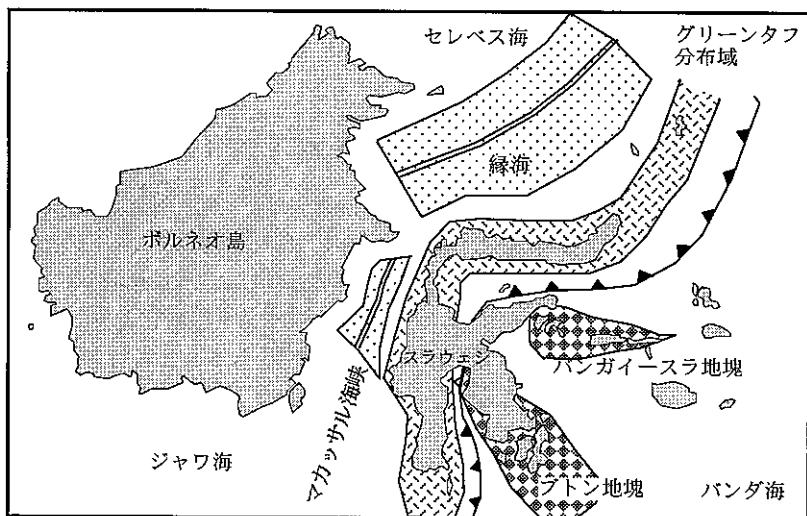 セレベス海
グリーンタフ
分布域
縁海
ボルネオ島
スラウェシ
バンガイースラ地塊
マカッサル海峡
ジャワ海
ブトン地塊
バンダ海